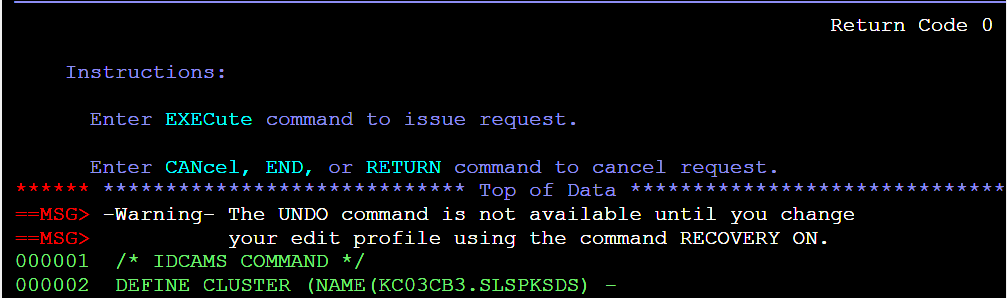 Return Code 0
Instructions:
Enter EXECute command to issue request.
Enter CANcel, END, or RETURN command to cancel request.
****** ***************************** Top of Data ******************************
==MSG> -Warning- The UNDO command is not available until you change
==MSG> your edit profile using the command RECOVERY ON.
000001 /* IDCAMS COMMAND */
000002 DEFINE CLUSTER (NAME(KC03CB3.SLSPKSDS) -